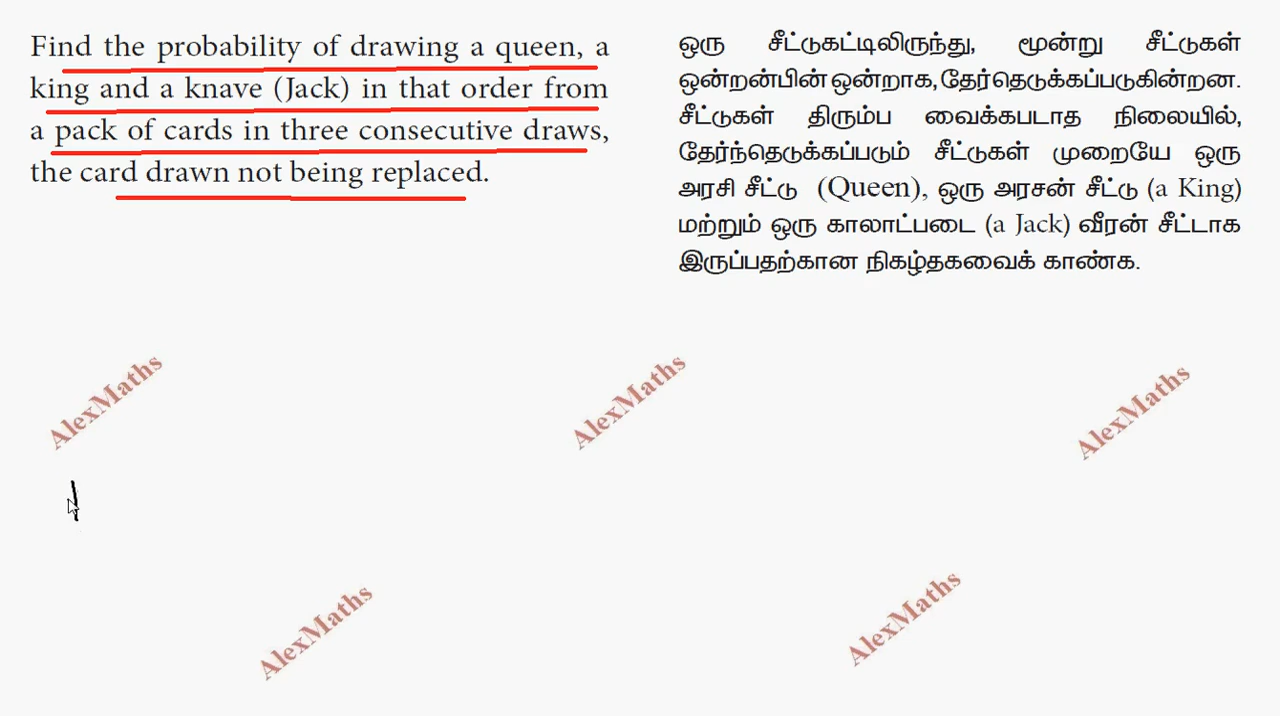 Find the probability of drawing a queen, a
king and a knave (Jack) in that order from
a pack of cards in three consecutive draws,
the card drawn not being replaced.
ஒரு சீட்டுகட்டிலிருந்து, மூன்று சீட்டுகள்
ஒன்றன்பின் ஒன்றாக, தேர்தெடுக்கப்படுகின்றன.
சீட்டுகள் திரும்ப வைக்கபடாத நிலையில்,
தேர்ந்தெடுக்கப்படும் சீட்டுகள் முறையே ஒரு
அரசி சீட்டு (Queen), ஒரு அரசன் சீட்டு (a King)
மற்றும் ஒரு காலாட்படை (a Jack) வீரன் சீட்டாக
இருப்பதற்கான நிகழ்தகவைக் காண்க.
AlexMaths
AlexMaths
AlexMaths
AlexMaths
AlexMaths